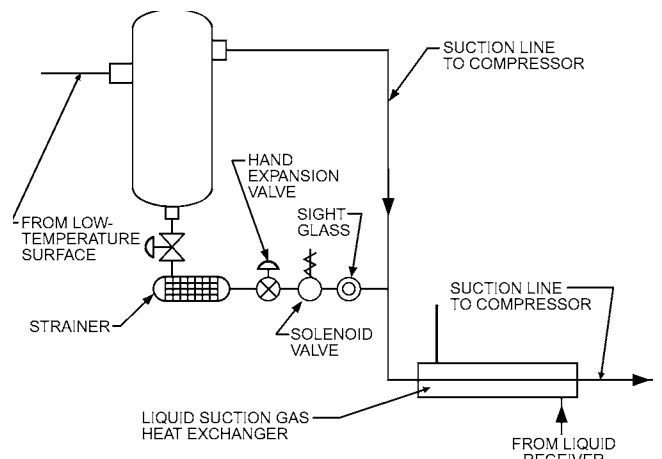 SUCTION LINE
TO COMPRESSOR
HAND
EXPANSION
VALVE
FROM LOW-
TEMPERATURE
SURFACE
SIGHT
GLASS
STRAINER
SOLENOID
VALVE
SUCTION LINE
TO COMPRESSOR
LIQUID SUCTION GAS
HEAT EXCHANGER
FROM LIQUID
RECEIVER